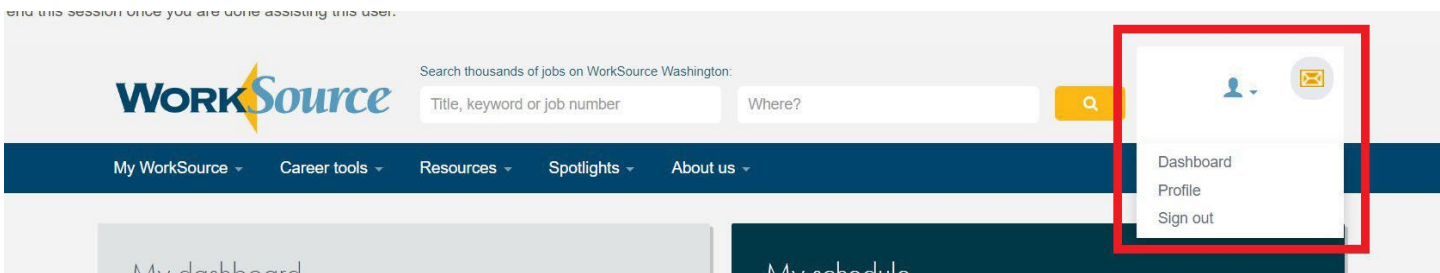 end this session once you are done assisting this user.
Search thousands of jobs on WorkSource Washington:
WORKSource
Title, keyword or job number
Where?
My WorkSource
Career tools
Resources
Spotlights
About us
Dashboard
Profile
Sign out
My dashboard
My schedule